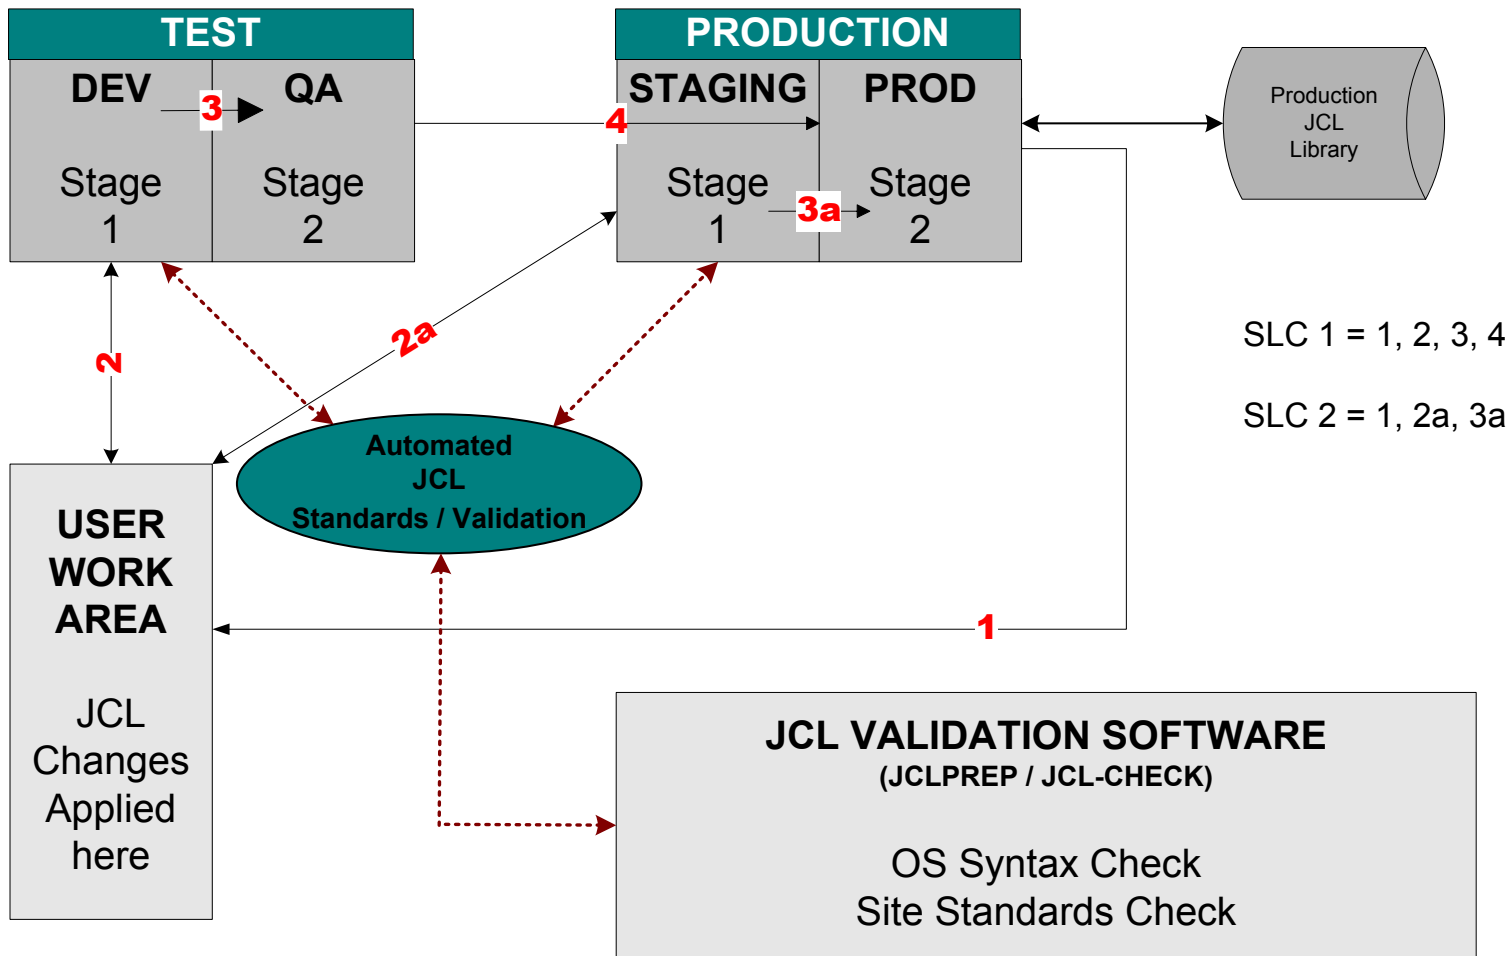 TEST
DEV
QA
3
Stage
1
Stage
2
4
PRODUCTION
STAGING
PROD
Stage
1
3a
Stage
2
Production
JCL
Library
SLC 1 = 1, 2, 3, 4
SLC 2 = 1, 2a, 3a
2
2a
Automated
JCL
Standards / Validation
USER
WORK
AREA
JCL
Changes
Applied
here
1
JCL VALIDATION SOFTWARE
(JCLPREP / JCL-CHECK)
OS Syntax Check
Site Standards Check